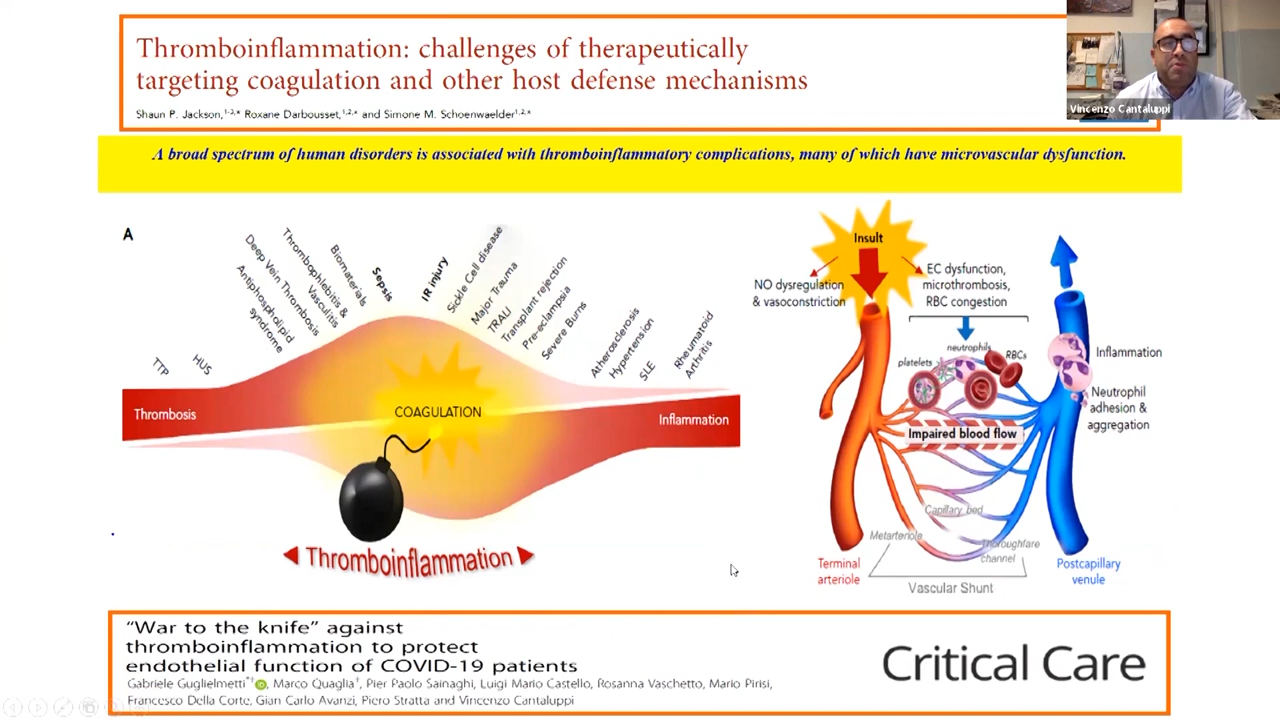 Thromboinflammation: challenges of therapeutically
targeting coagulation and other host defense mechanisms
Shaun P. Jackson,1-3,* Roxane Darbousset,1,2,* and Simone M. Schoenwaelder1,2,*
Vincenzo Cantaluppi
A broad spectrum of human disorders is associated with thromboinflammatory complications, many of which have microvascular dysfunction.
A
TTP
HUS
Antiphospholipid
syndrome
Deep Vein Thrombosis
Thrombophlebitis &
Vasculitis
Biomaterials
Sepsis
IR injury
Sickle Cell disease
Major Trauma
TRALI
Transplant rejection
Pre-eclampsia
Severe Burns
Atherosclerosis
Hypertension
SLE
Rheumatoid
Arthritis
Thrombosis
COAGULATION
Inflammation
Thromboinflammation
Insult
NO dysregulation
& vasoconstriction
EC dysfunction,
microthrombosis,
RBC congestion
neutrophils
platelets
RBCs
Inflammation
Neutrophil
adhesion &
aggregation
Impaired blood flow
Capillary bed
Metarteriole
Thoroughfare
channel
Terminal
arteriole
Vascular Shunt
Postcapillary
venule
"War to the knife" against
thromboinflammation to protect
endothelial function of COVID-19 patients
Gabriele Guglielmetti*† , Marco Quaglia†, Pier Paolo Sainaghi, Luigi Mario Castello, Rosanna Vaschetto, Mario Pirisi,
Francesco Della Corte, Gian Carlo Avanzi, Piero Stratta and Vincenzo Cantaluppi
Critical Care